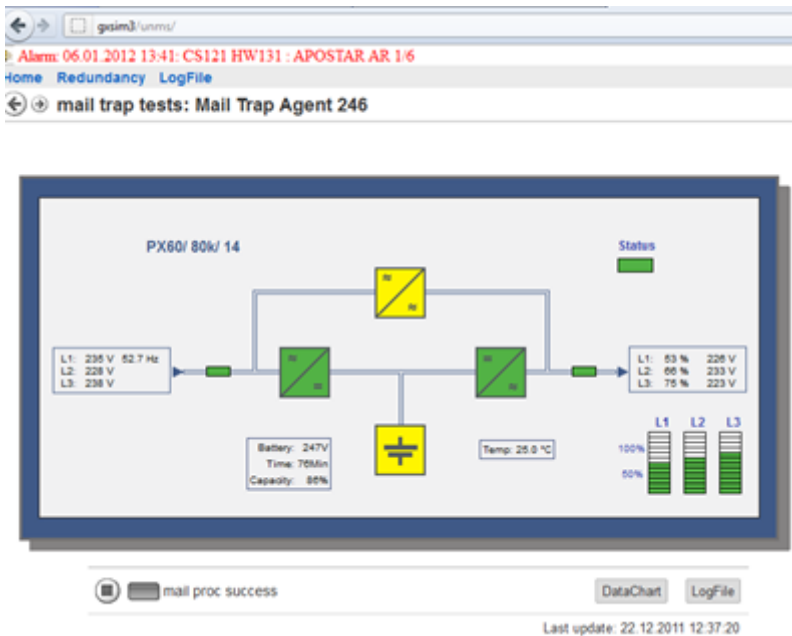 gxsim3/unms/
Alarm: 06.01.2012 13:41: CS121 HW131 : APOSTAR AR 1/6
Home Redundancy LogFile
mail trap tests: Mail Trap Agent 246
PX60/ 80k/ 14
Status
L1: 235 V 52.7 Hz
L2: 228 V
L3: 238 V
L1: 53 % 226 V
L2: 66 % 233 V
L3: 75 % 223 V
Battery: 247V
Time: 76Min
Capacity: 86%
Temp: 25.0 °C
L1 L2 L3
100%
50%
mail proc success
DataChart LogFile
Last update: 22.12.2011 12:37:20